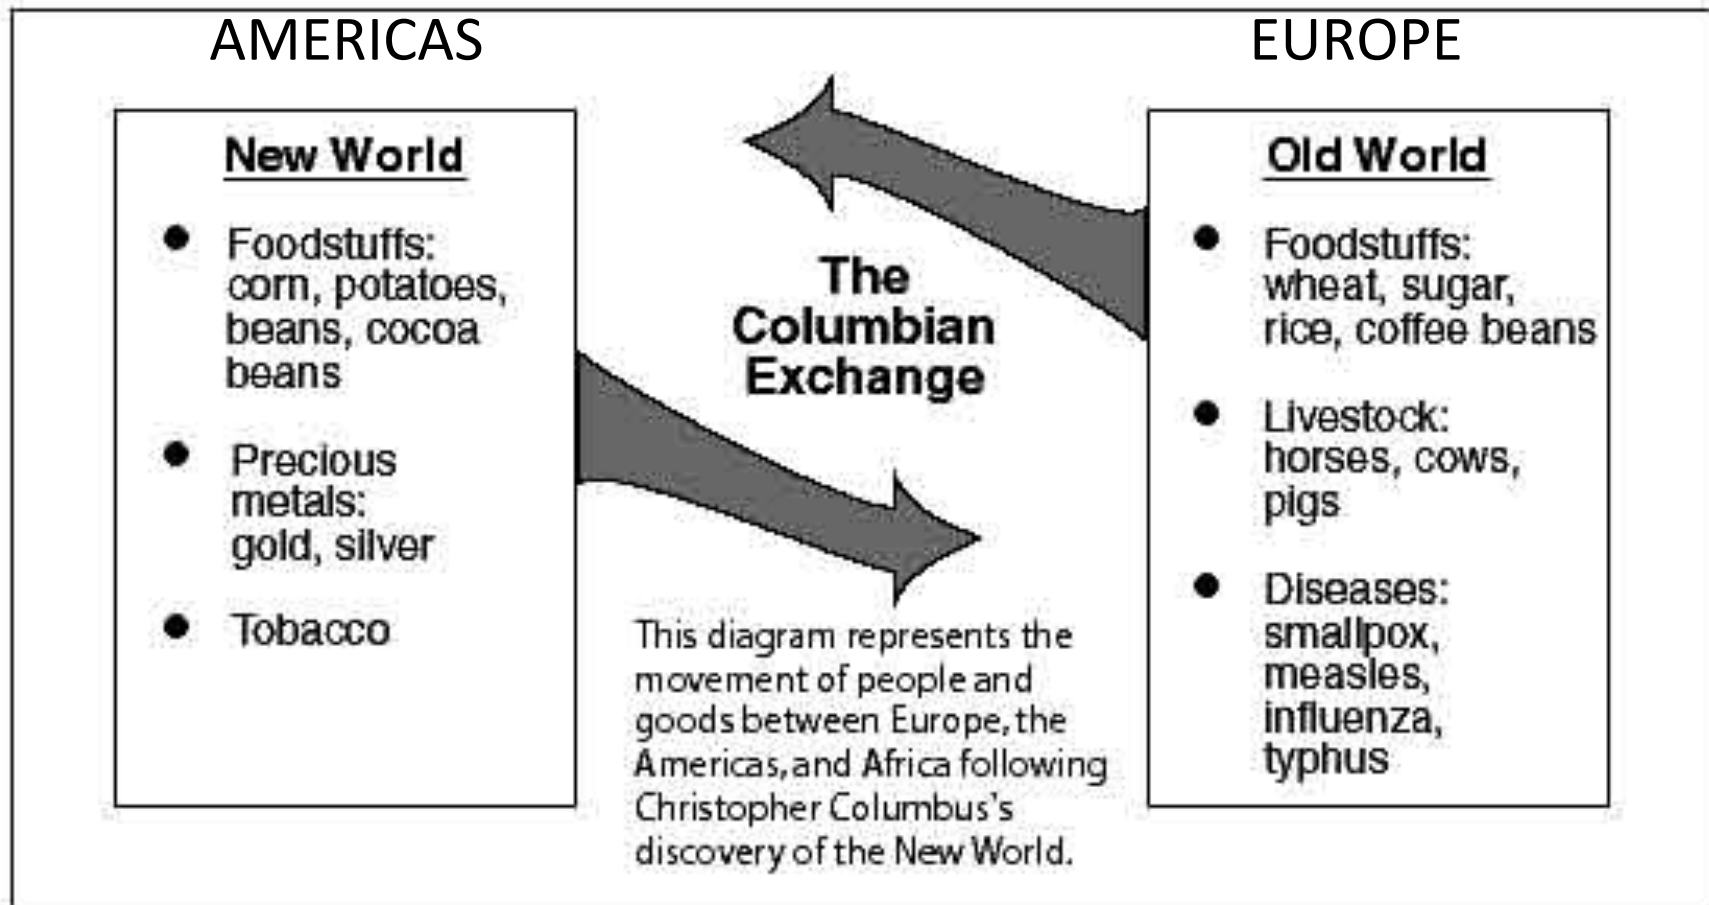 AMERICAS
EUROPE
New World
● Foodstuffs:
corn, potatoes,
beans, cocoa
beans
● Precious
metals:
gold, silver
● Tobacco
The
Columbian
Exchange
This diagram represents the
movement of people and
goods between Europe, the
Americas, and Africa following
Christopher Columbus's
discovery of the New World.
Old World
● Foodstuffs:
wheat, sugar,
rice, coffee beans
● Livestock:
horses, cows,
pigs
● Diseases:
smallpox,
measles,
influenza,
typhus